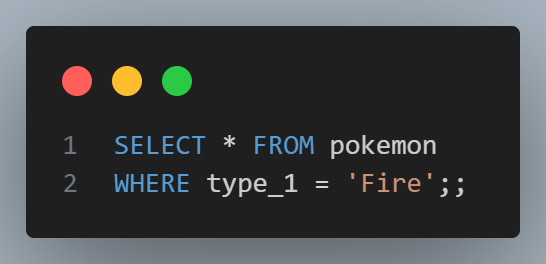 1 SELECT * FROM pokemon
2 WHERE type_1 = 'Fire';;